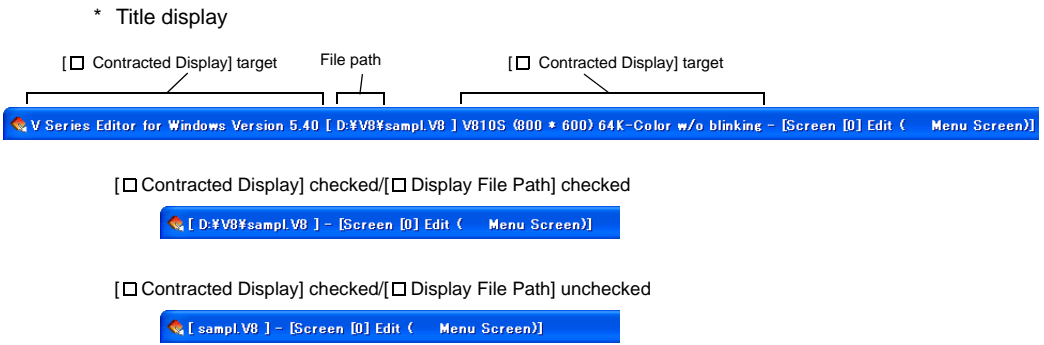 * Title display
[□ Contracted Display] target File path [□ Contracted Display] target
V Series Editor for Windows Version 5.40 [ D:¥V8¥sampl.V8 ] V810S (800 * 600) 64K-Color w/o blinking - [Screen [0] Edit (    Menu Screen)]
[□ Contracted Display] checked/[□ Display File Path] checked
[ D:¥V8¥sampl.V8 ] - [Screen [0] Edit (    Menu Screen)]
[□ Contracted Display] checked/[□ Display File Path] unchecked
[ sampl.V8 ] - [Screen [0] Edit (    Menu Screen)]